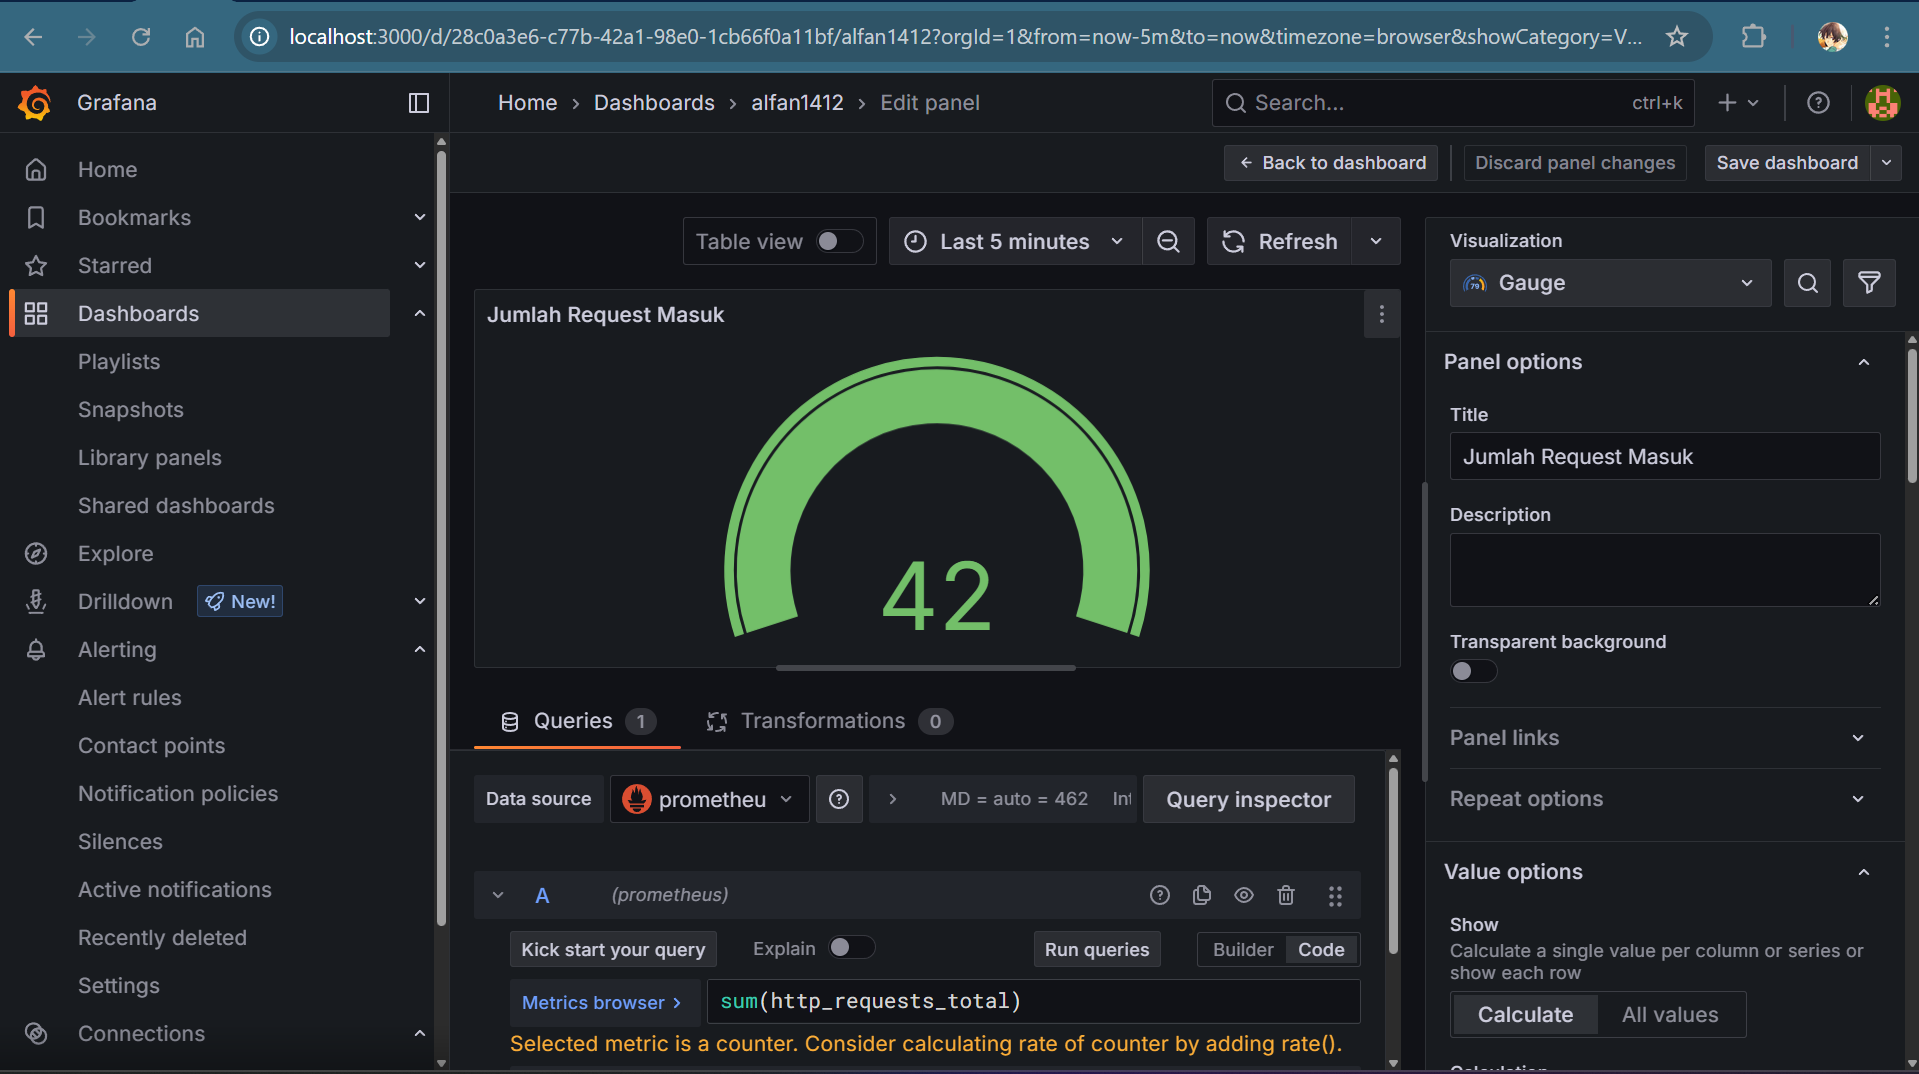 localhost:3000/d/28c0a3e6-c77b-42a1-98e0-1cb66f0a11bf/alfan1412?orgId=1&from=now-5m&to=now&timezone=browser&showCategory=V...
Grafana
Home › Dashboards › alfan1412 › Edit panel
Search...
ctrl+k
Back to dashboard
Discard panel changes
Save dashboard
Home
Bookmarks
Starred
Dashboards
Playlists
Snapshots
Library panels
Shared dashboards
Explore
Drilldown New!
Alerting
Alert rules
Contact points
Notification policies
Silences
Active notifications
Recently deleted
Settings
Connections
Table view
Last 5 minutes
Refresh
Jumlah Request Masuk
42
Queries 1
Transformations 0
Data source
prometheu
MD = auto = 462
Query inspector
A
(prometheus)
Kick start your query
Explain
Run queries
Builder
Code
Metrics browser >
sum(http_requests_total)
Selected metric is a counter. Consider calculating rate of counter by adding rate().
Visualization
79
Gauge
Panel options
Title
Jumlah Request Masuk
Description
Transparent background
Panel links
Repeat options
Value options
Show
Calculate a single value per column or series or
show each row
Calculate
All values